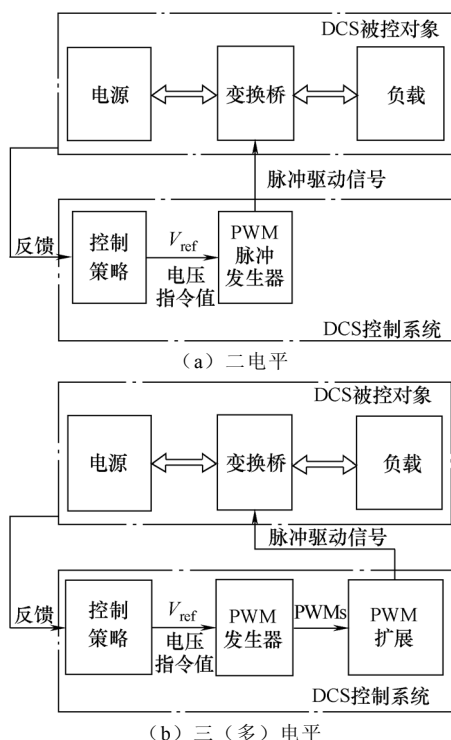 DCS被控对象
电源
变换桥
负载
脉冲驱动信号
反馈
控制
策略
Vref
电压
指令值
PWM
脉冲
发生器
DCS控制系统
（a）二电平
DCS被控对象
电源
变换桥
负载
脉冲驱动信号
反馈
控制
策略
Vref
电压
指令值
PWM
发生器
PWMs
PWM
扩展
DCS控制系统
（b）三（多）电平